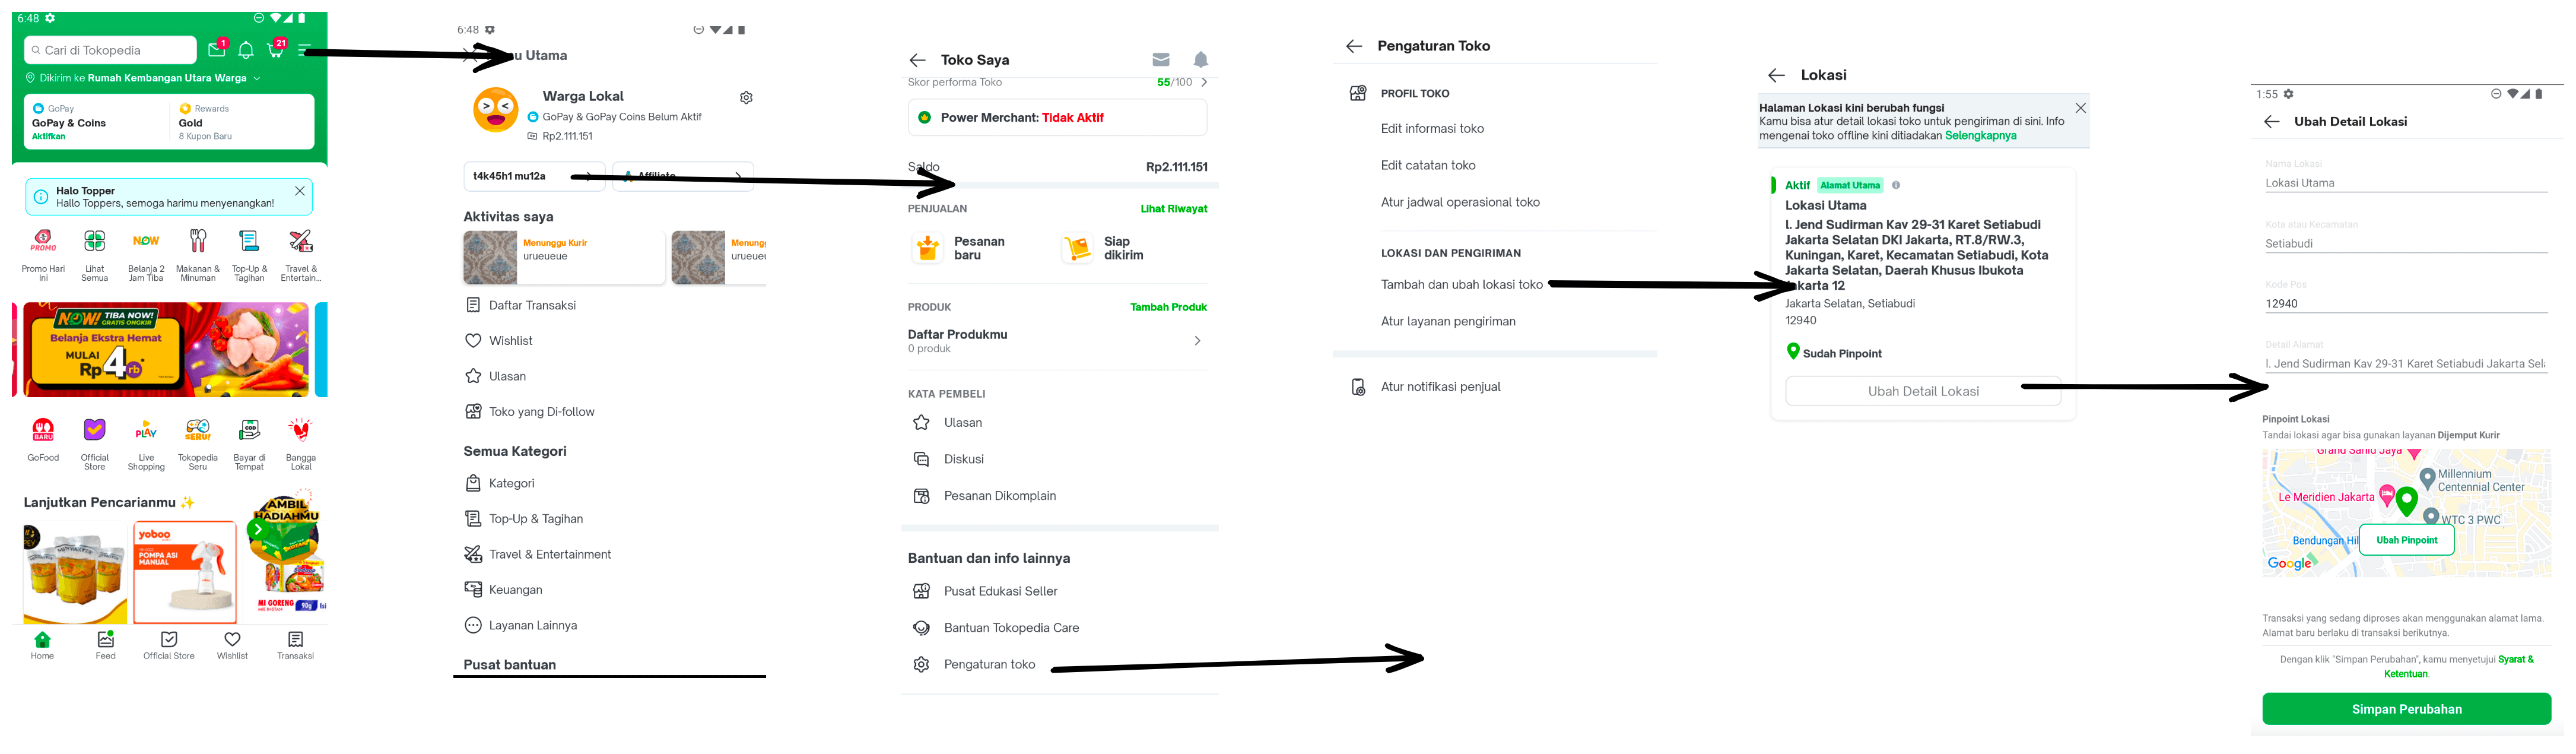 6:48
Cari di Tokopedia
1
21
Dikirim ke Rumah Kembangan Utara Warga
GoPay
GoPay & Coins
Aktifkan
Rewards
Gold
8 Kupon Baru
Halo Topper
Hallo Toppers, semoga harimu menyenangkan!
PROMO
NOW
Promo Hari Ini
Lihat Semua
Belanja 2 Jam Tiba
Makanan & Minuman
Top-Up & Tagihan
Travel & Entertain...
NOW! TIBA NOW!
GRATIS ONGKIR
Belanja Ekstra Hemat
MULAI
Rp4rb*
BARU
PLAY
SERU!
COD
GoFood
Official Store
Live Shopping
Tokopedia Seru
Bayar di Tempat
Bangga Lokal
Lanjutkan Pencarianmu
AMBIL
HADIAHMU
yoboo
POMPA ASI
MANUAL
MI GORENG
90g
Home
Feed
Official Store
Wishlist
Transaksi
6:48
u Utama
Warga Lokal
GoPay & GoPay Coins Belum Aktif
Rp2.111.151
t4k45h1 mu12a
Affiliate
Aktivitas saya
Menunggu Kurir
urueueue
Menung
urueueu
Daftar Transaksi
Wishlist
Ulasan
Toko yang Di-follow
Semua Kategori
Kategori
Top-Up & Tagihan
Travel & Entertainment
Keuangan
Layanan Lainnya
Pusat bantuan
Toko Saya
Skor performa Toko
55/100
Power Merchant: Tidak Aktif
Saldo
Rp2.111.151
PENJUALAN
Lihat Riwayat
Pesanan baru
Siap dikirim
PRODUK
Tambah Produk
Daftar Produkmu
0 produk
KATA PEMBELI
Ulasan
Diskusi
Pesanan Dikomplain
Bantuan dan info lainnya
Pusat Edukasi Seller
Bantuan Tokopedia Care
Pengaturan toko
Pengaturan Toko
PROFIL TOKO
Edit informasi toko
Edit catatan toko
Atur jadwal operasional toko
LOKASI DAN PENGIRIMAN
Tambah dan ubah lokasi toko
Atur layanan pengiriman
Atur notifikasi penjual
Lokasi
Halaman Lokasi kini berubah fungsi
Kamu bisa atur detail lokasi toko untuk pengiriman di sini. Info
mengenai toko offline kini ditiadakan Selengkapnya
Aktif
Alamat Utama
Lokasi Utama
l. Jend Sudirman Kav 29-31 Karet Setiabudi
Jakarta Selatan DKI Jakarta, RT.8/RW.3,
Kuningan, Karet, Kecamatan Setiabudi, Kota
Jakarta Selatan, Daerah Khusus Ibukota
Jakarta 12
Jakarta Selatan, Setiabudi
12940
Sudah Pinpoint
Ubah Detail Lokasi
1:55
Ubah Detail Lokasi
Nama Lokasi
Lokasi Utama
Kota atau Kecamatan
Setiabudi
Kode Pos
12940
Detail Alamat
l. Jend Sudirman Kav 29-31 Karet Setiabudi Jakarta Sela
Pinpoint Lokasi
Tandai lokasi agar bisa gunakan layanan Dijemput Kurir
Grand Sahid Jaya
Millennium
Centennial Center
Le Meridien Jakarta
WTC 3 PWC
Bendungan Hil
Ubah Pinpoint
Google
Transaksi yang sedang diproses akan menggunakan alamat lama.
Alamat baru berlaku di transaksi berikutnya.
Dengan klik "Simpan Perubahan", kamu menyetujui Syarat &
Ketentuan.
Simpan Perubahan